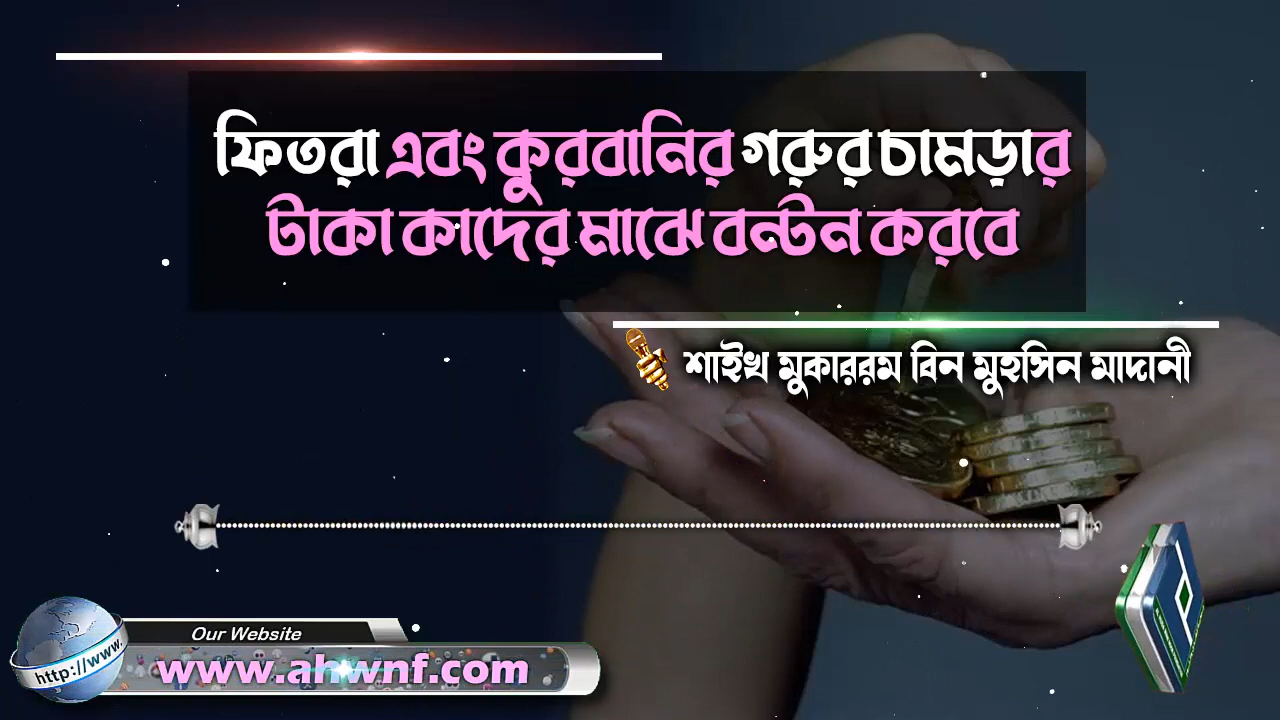 ফিতরা এবং কুরবানির গরুর চামড়ার
টাকা কাদের মাঝে বন্টন করবে
শাইখ মুকাররম বিন মুহসিন মাদানী
Our Website
http://www.
www.ahwnf.com